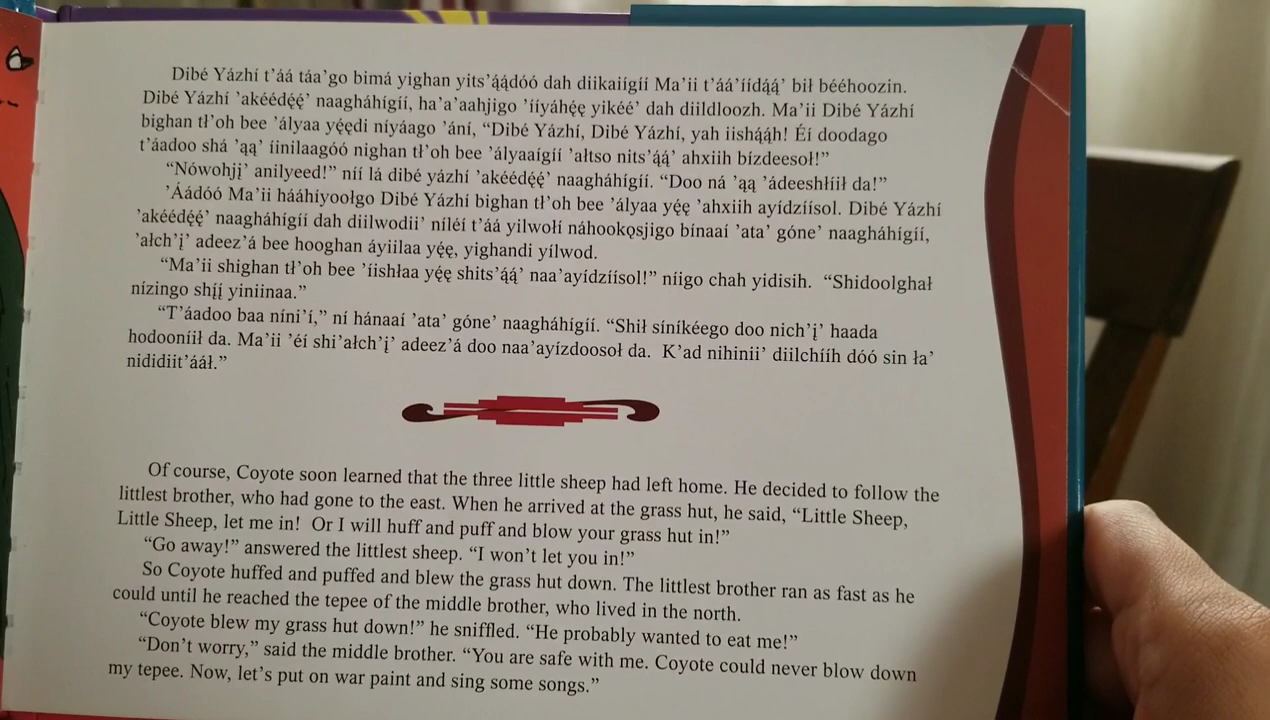 Dibé Yázhí t'áá táa'go bimá yighan yits'ą́ą́dóó dah diikaiígíí Ma'ii t'áá'íídą́ą́' bił bééhoozin.
Dibé Yázhí 'akéédę́ę́' naagháhígíí, ha'a'aahjigo 'ííyáhę́ę yikéé' dah diildloozh. Ma'ii Dibé Yázhí
bighan tł'oh bee 'ályaa yę́ędi níyáago 'ání, “Dibé Yázhí, Dibé Yázhí, yah iishą́ą́h! Éí doodago
t'áadoo shá 'ąą' íinilaagóó nighan tł'oh bee 'ályaaígíí 'ałtso nits'ą́ą́' ahxiih bízdeesoł!”
“Nówohjį' anilyeed!” níí lá dibé yázhí 'akéédę́ę́' naagháhígíí. “Doo ná 'ąą 'ádeeshłíił da!”
'Áádóó Ma'ii hááhíyoołgo Dibé Yázhí bighan tł'oh bee 'ályaa yę́ę 'ahxiih ayídzíísol. Dibé Yázhí
'akéédę́ę́' naagháhígíí dah diilwodii' níléí t'áá yilwołí náhookǫsjigo bínaaí 'ata' góne' naagháhígíí,
'ałch'į' adeez'á bee hooghan áyiilaa yę́ę, yighandi yílwod.
“Ma'ii shighan tł'oh bee 'íishłaa yę́ę shits'ą́ą́' naa'ayídzíísol!” níigo chah yidisih. “Shidoolghał
nízingo shį́į́ yiniinaa.”
“T'áadoo baa níni'í,” ní hánaaí 'ata' góne' naagháhígíí. “Shił síníkéego doo nich'į' haada
hodooníił da. Ma'ii 'éí shi'ałch'į' adeez'á doo naa'ayízdoosoł da. K'ad nihinii' diilchííh dóó sin ła'
nididiit'ááł.”
Of course, Coyote soon learned that the three little sheep had left home. He decided to follow the
littlest brother, who had gone to the east. When he arrived at the grass hut, he said, “Little Sheep,
Little Sheep, let me in! Or I will huff and puff and blow your grass hut in!”
“Go away!” answered the littlest sheep. “I won't let you in!”
So Coyote huffed and puffed and blew the grass hut down. The littlest brother ran as fast as he
could until he reached the tepee of the middle brother, who lived in the north.
“Coyote blew my grass hut down!” he sniffled. “He probably wanted to eat me!”
“Don't worry,” said the middle brother. “You are safe with me. Coyote could never blow down
my tepee. Now, let's put on war paint and sing some songs.”